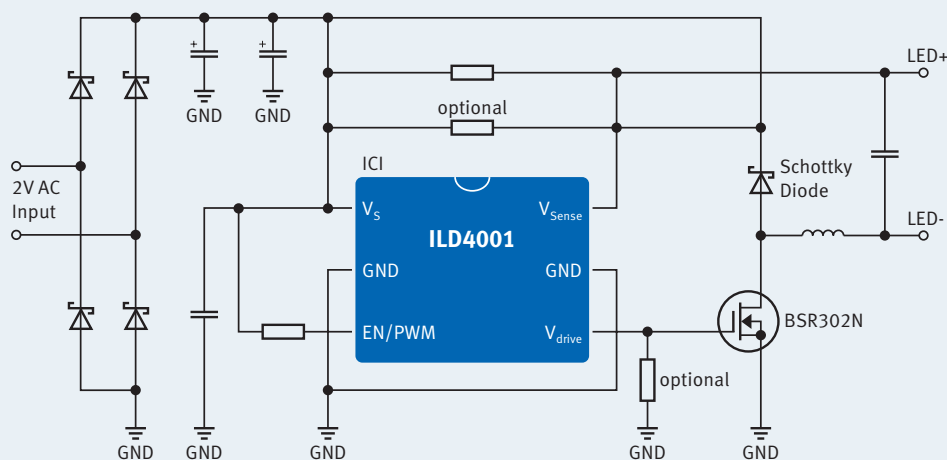 LED+
+
+
GND
GND
optional
ICI
Schottky
Diode
2V AC
Input
VS
VSense
ILD4001
LED-
GND
GND
BSR302N
EN/PWM
Vdrive
optional
GND
GND
GND
GND
GND